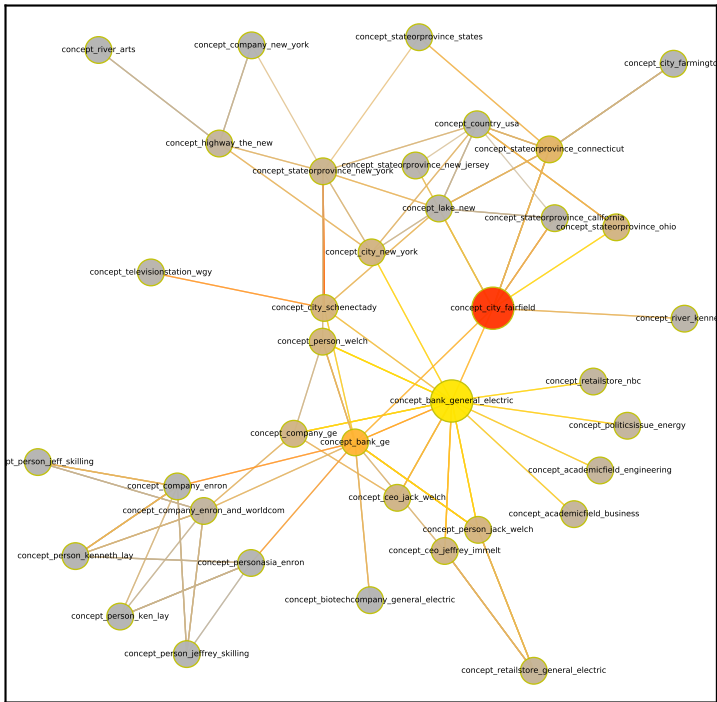 concept_stateorprovince_states
concept_company_new_york
concept_river_arts
concept_city_farmingto
concept_country_usa
concept_highway_the_new
concept_stateorprovince_connecticut
concept_stateorprovince_new_jersey
concept_stateorprovince_new_york
concept_lake_new
concept_stateorprovince_california
concept_stateorprovince_ohio
concept_city_new_york
concept_televisionstation_wgy
concept_city_schenectady
concept_city_fairfield
concept_river_kenne
concept_person_welch
concept_retailstore_nbc
concept_bank_general_electric
concept_politicsissue_energy
concept_company_ge
concept_bank_ge
pt_person_jeff_skilling
concept_academicfield_engineering
concept_company_enron
concept_ceo_jack_welch
concept_company_enron_and_worldcom
concept_academicfield_business
concept_person_jack_welch
concept_ceo_jeffrey_immelt
concept_person_kenneth_lay
concept_personasia_enron
concept_biotechcompany_general_electric
concept_person_ken_lay
concept_person_jeffrey_skilling
concept_retailstore_general_electric